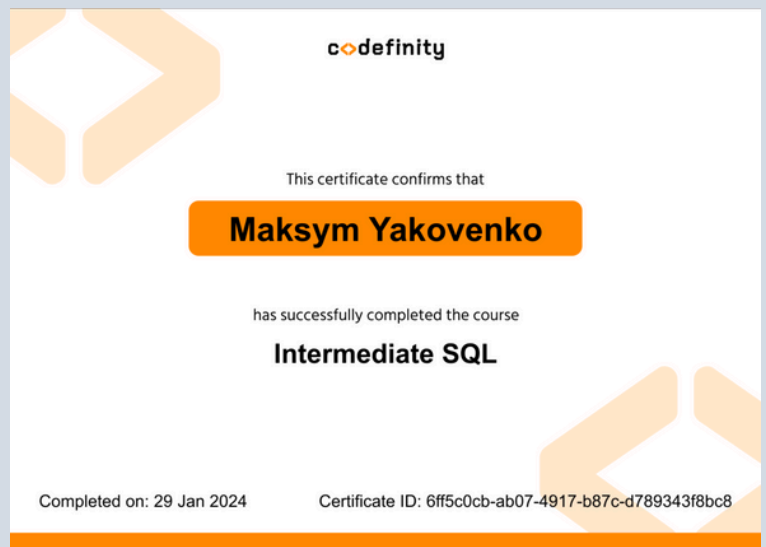 codefinity
This certificate confirms that
Maksym Yakovenko
has successfully completed the course
Intermediate SQL
Completed on: 29 Jan 2024
Certificate ID: 6ff5c0cb-ab07-4917-b87c-d789343f8bc8